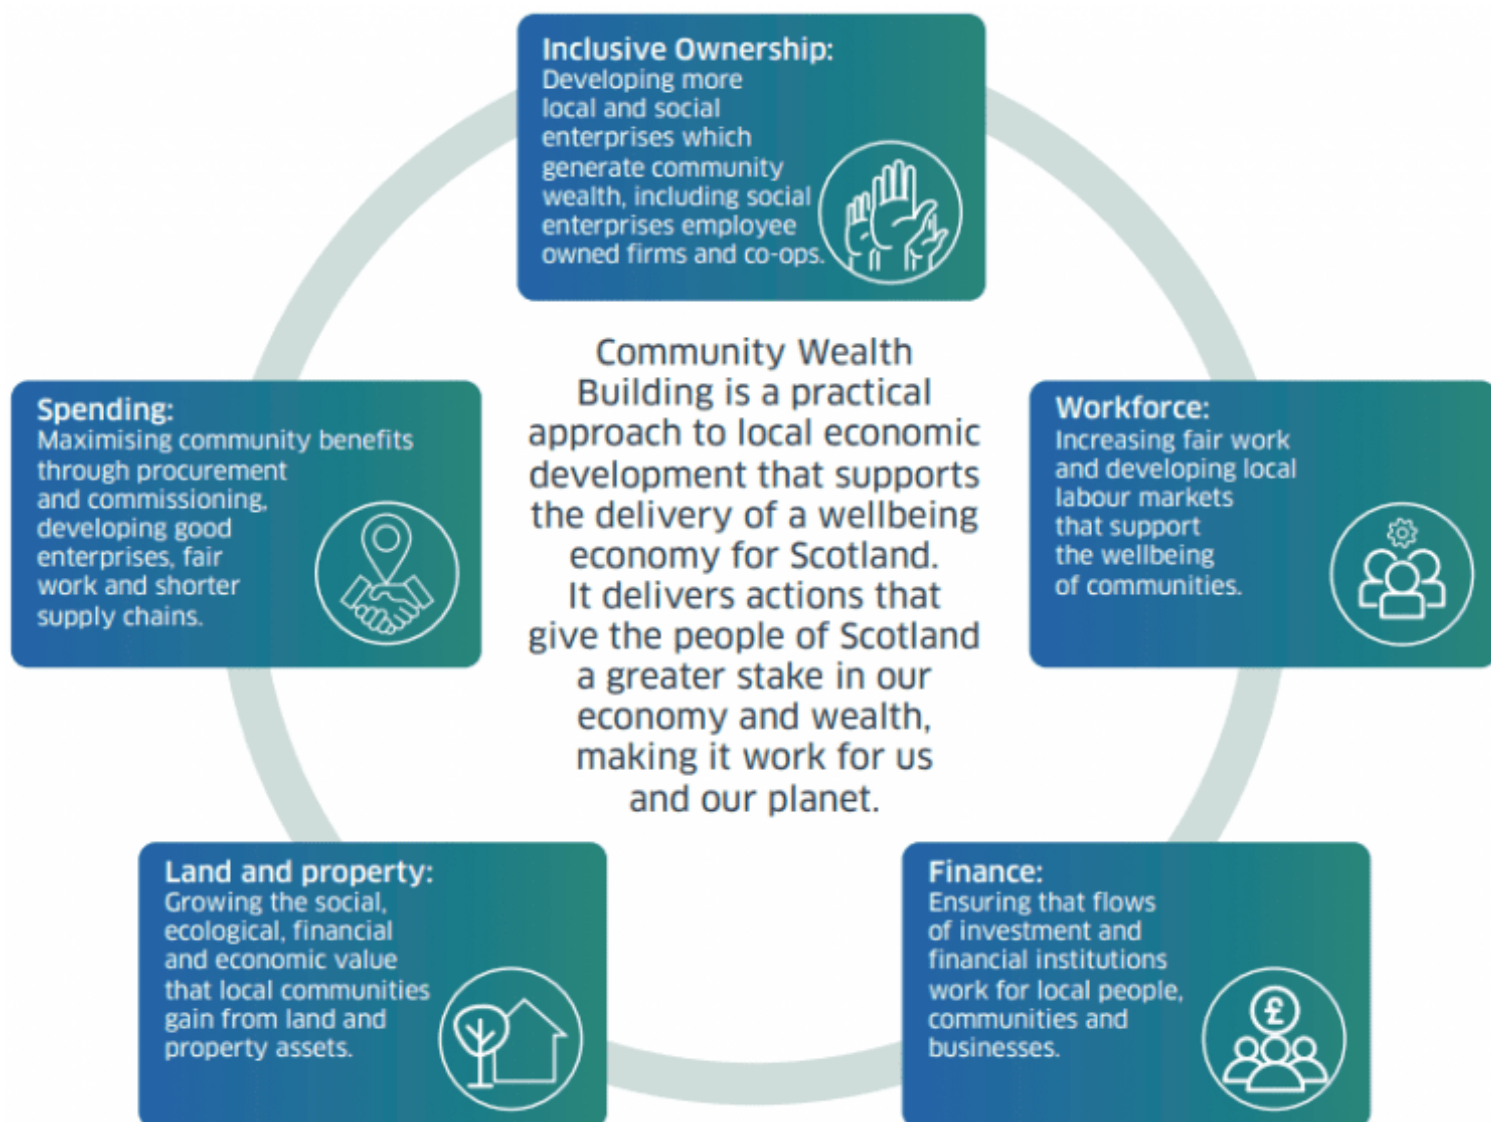 Inclusive Ownership:
Developing more
local and social
enterprises which
generate community
wealth, including social
enterprises employee
owned firms and co-ops.
Spending:
Maximising community benefits
through procurement
and commissioning,
developing good
enterprises, fair
work and shorter
supply chains.
Community Wealth
Building is a practical
approach to local economic
development that supports
the delivery of a wellbeing
economy for Scotland.
It delivers actions that
give the people of Scotland
a greater stake in our
economy and wealth,
making it work for us
and our planet.
Workforce:
Increasing fair work
and developing local
labour markets
that support
the wellbeing
of communities.
Land and property:
Growing the social,
ecological, financial
and economic value
that local communities
gain from land and
property assets.
Finance:
Ensuring that flows
of investment and
financial institutions
work for local people,
communities and
businesses.
£